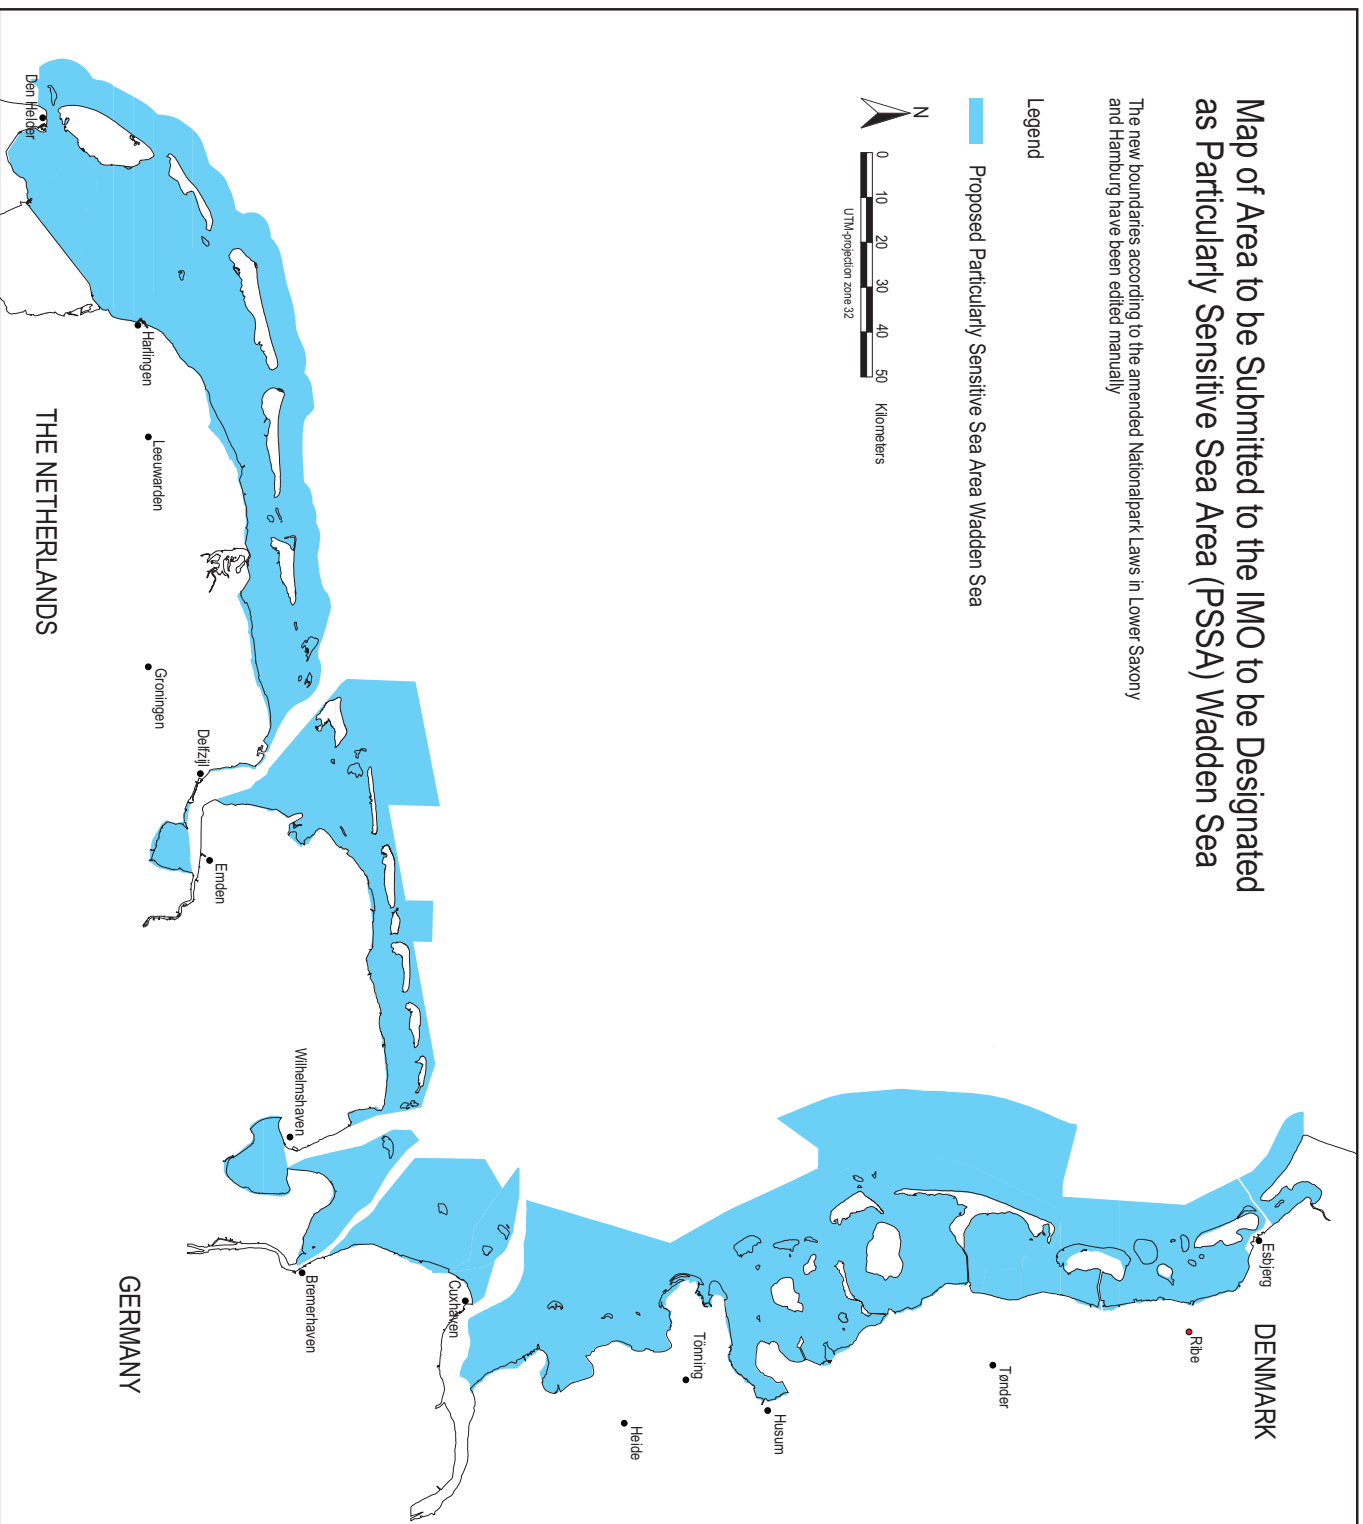 Map of Area to be Submitted to the IMO to be Designated
as Particularly Sensitive Sea Area (PSSA) Wadden Sea
The new boundaries according to the amended Nationalpark Laws in Lower Saxony
and Hamburg have been edited manually
Legend
Proposed Particularly Sensitive Sea Area Wadden Sea
N
0 10 20 30 40 50 Kilometers
UTM-projection zone 32
DENMARK
Esbjerg
Ribe
Tønder
Husum
Tönning
Heide
Cuxhaven
Bremerhaven
Wilhelmshaven
GERMANY
Emden
Delfzijl
Groningen
Leeuwarden
Harlingen
Den Helder
THE NETHERLANDS